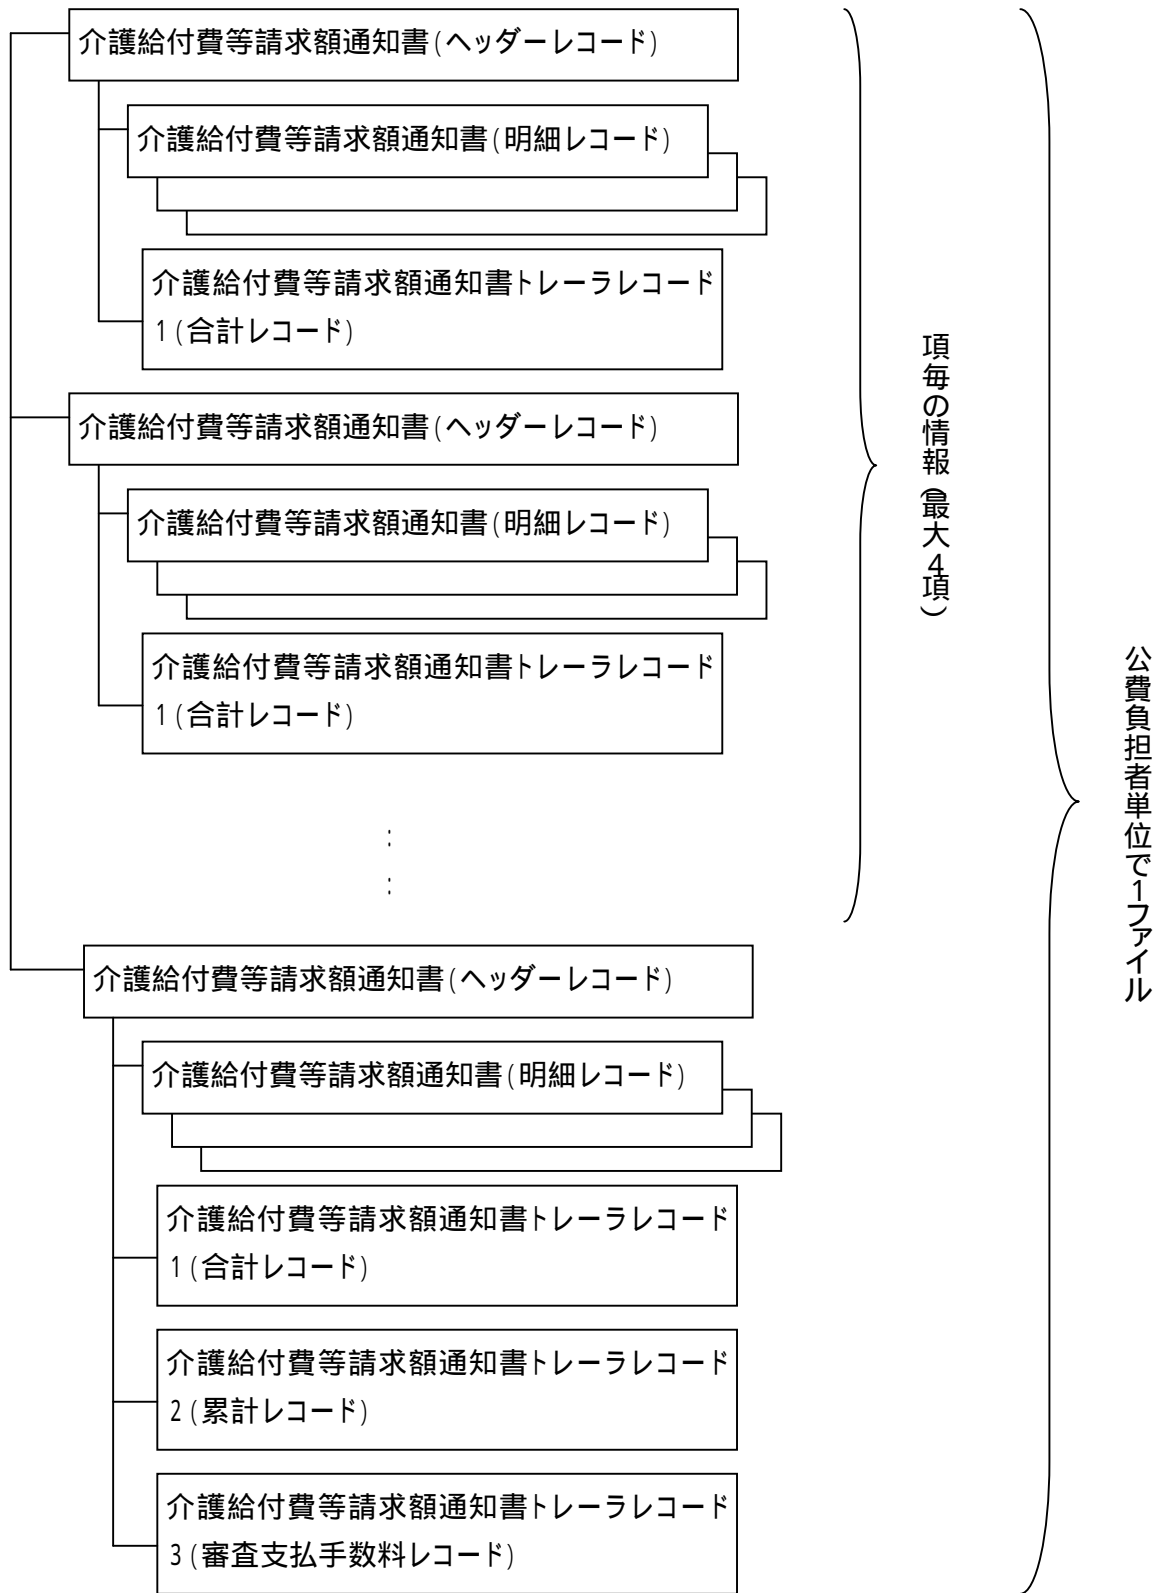 介護給付費等請求額通知書(ヘッダーレコード)
介護給付費等請求額通知書(明細レコード)
介護給付費等請求額通知書トレーラレコード
1(合計レコード)
介護給付費等請求額通知書(ヘッダーレコード)
介護給付費等請求額通知書(明細レコード)
介護給付費等請求額通知書トレーラレコード
1(合計レコード)
:
:
介護給付費等請求額通知書(ヘッダーレコード)
介護給付費等請求額通知書(明細レコード)
介護給付費等請求額通知書トレーラレコード
1(合計レコード)
介護給付費等請求額通知書トレーラレコード
2(累計レコード)
介護給付費等請求額通知書トレーラレコード
3(審査支払手数料レコード)
項毎の情報(最大4項)
公費負担者単位で1ファイル